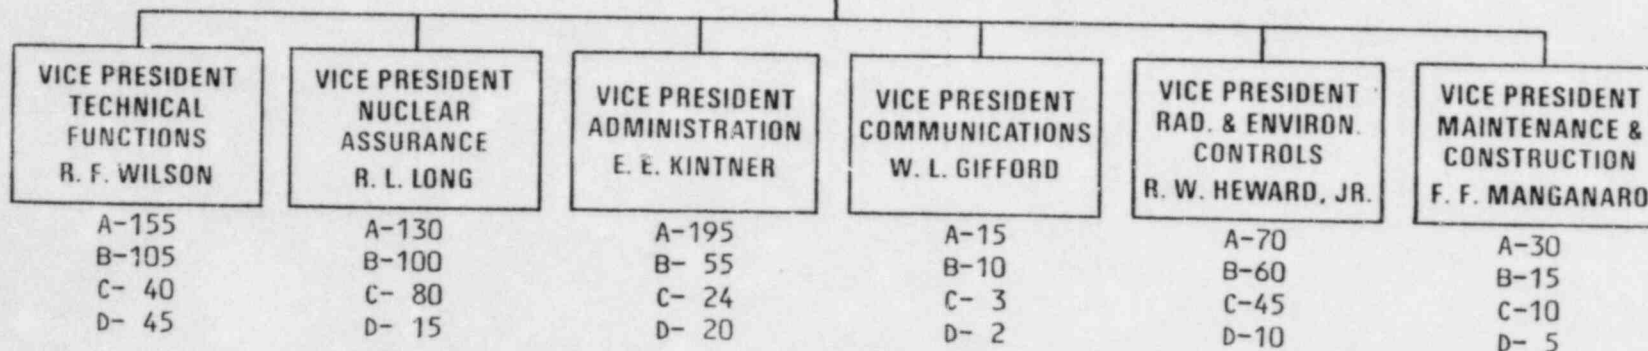 VICE PRESIDENT
TECHNICAL
FUNCTIONS
R. F. WILSON
A-155
B-105
C- 40
D- 45
VICE PRESIDENT
NUCLEAR
ASSURANCE
R. L. LONG
A-130
B-100
C- 80
D- 15
VICE PRESIDENT
ADMINISTRATION
E. E. KINTNER
A-195
B- 55
C- 24
D- 20
VICE PRESIDENT
COMMUNICATIONS
W. L. GIFFORD
A-15
B-10
C- 3
D- 2
VICE PRESIDENT
RAD. & ENVIRON.
CONTROLS
R. W. HEWARD, JR.
A-70
B-60
C-45
D-10
VICE PRESIDENT
MAINTENANCE &
CONSTRUCTION
F. F. MANGANARO
A-30
B-15
C-10
D- 5